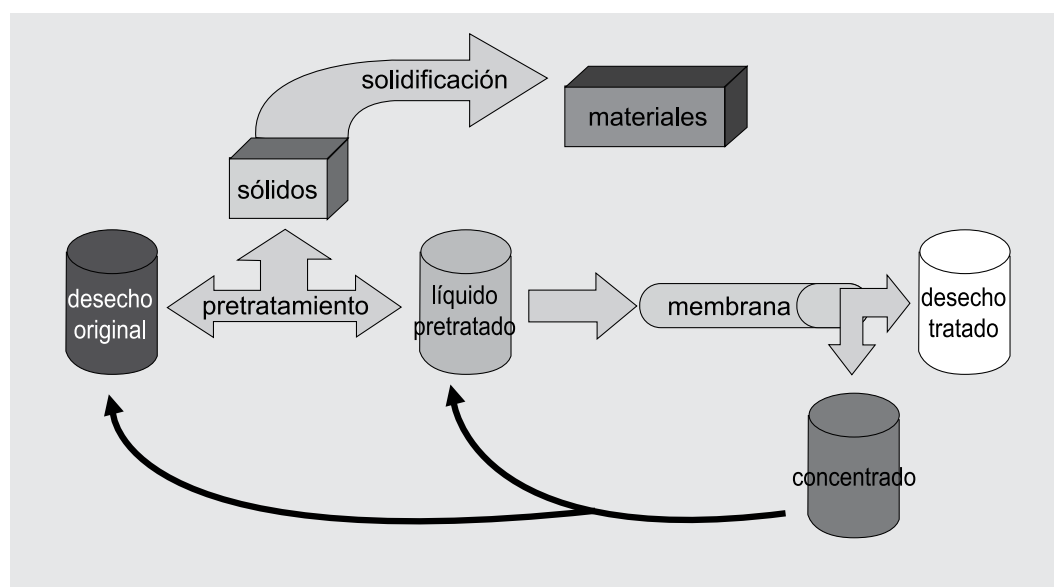 solidificación
materiales
sólidos
desecho
original
pretratamiento
líquido
pretratado
membrana
desecho
tratado
concentrado